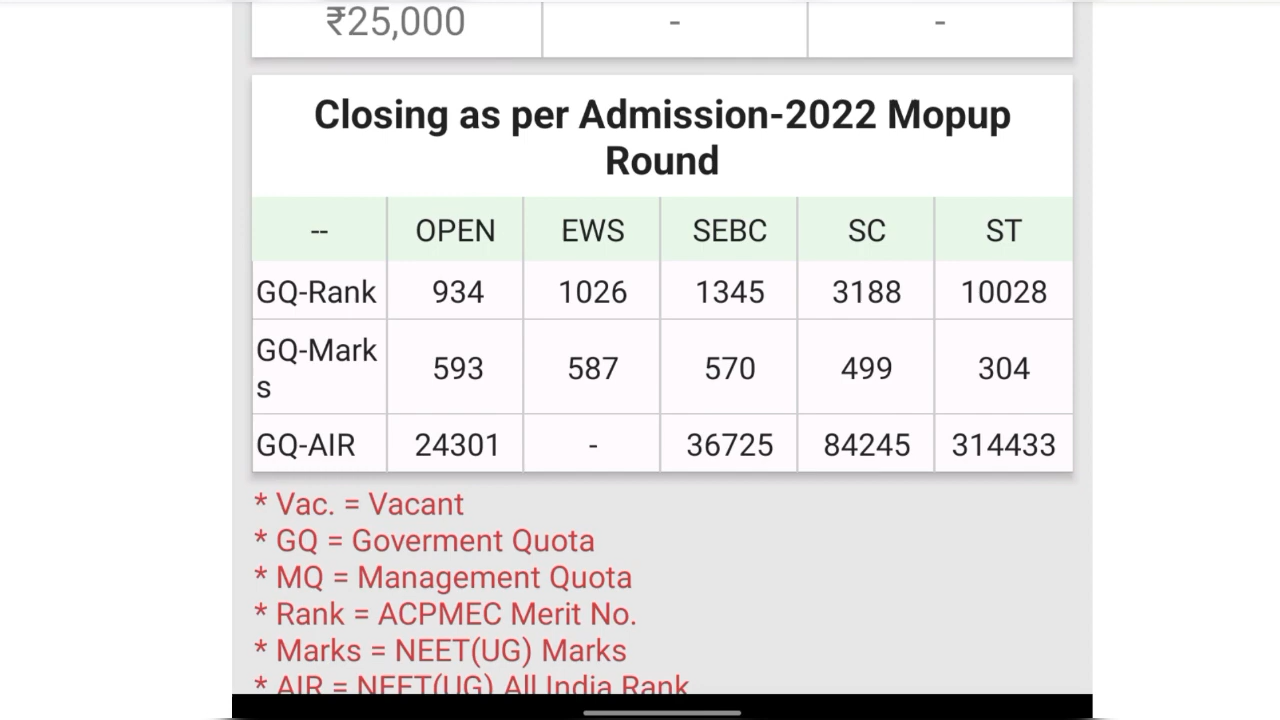 ₹25,000 - -
Closing as per Admission-2022 Mopup
Round
-- OPEN EWS SEBC SC ST
GQ-Rank 934 1026 1345 3188 10028
GQ-Mark
s 593 587 570 499 304
GQ-AIR 24301 - 36725 84245 314433
* Vac. = Vacant
* GQ = Goverment Quota
* MQ = Management Quota
* Rank = ACPMEC Merit No.
* Marks = NEET(UG) Marks
* AIR = NEET(UG) All India Rank